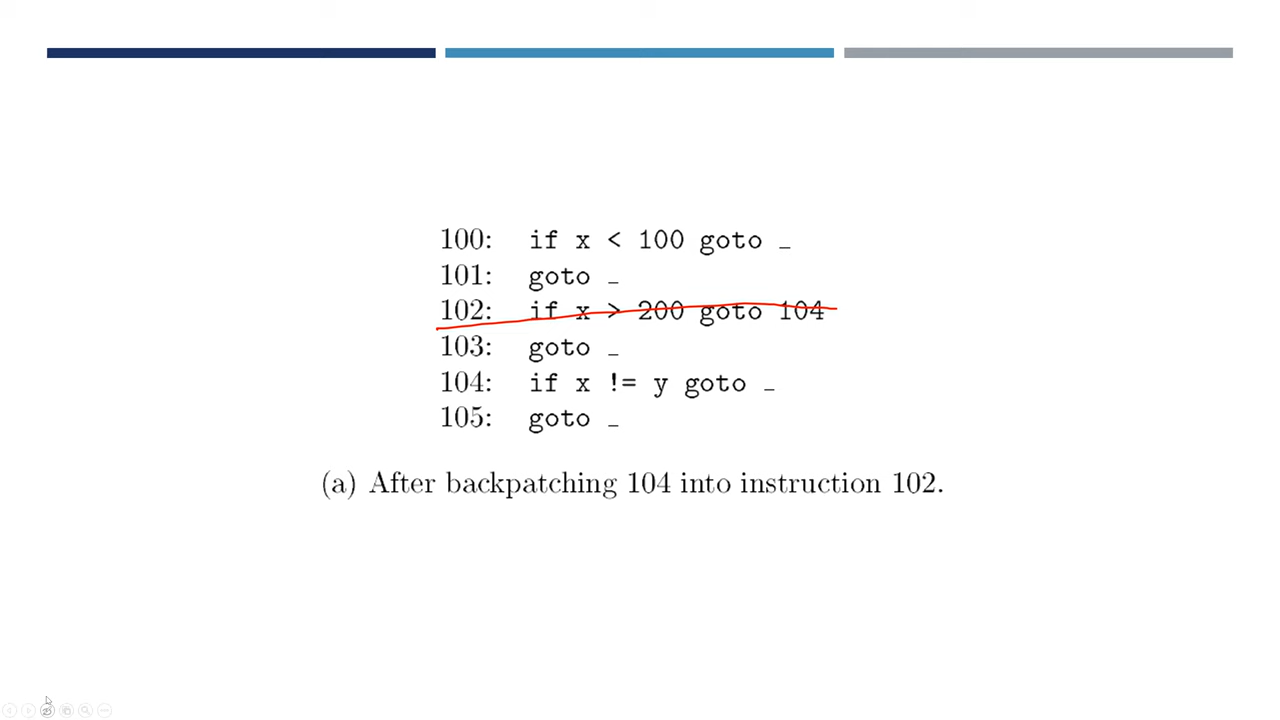 100: if x < 100 goto _
101: goto _
102: if x > 200 goto 104
103: goto _
104: if x != y goto _
105: goto _
(a) After backpatching 104 into instruction 102.